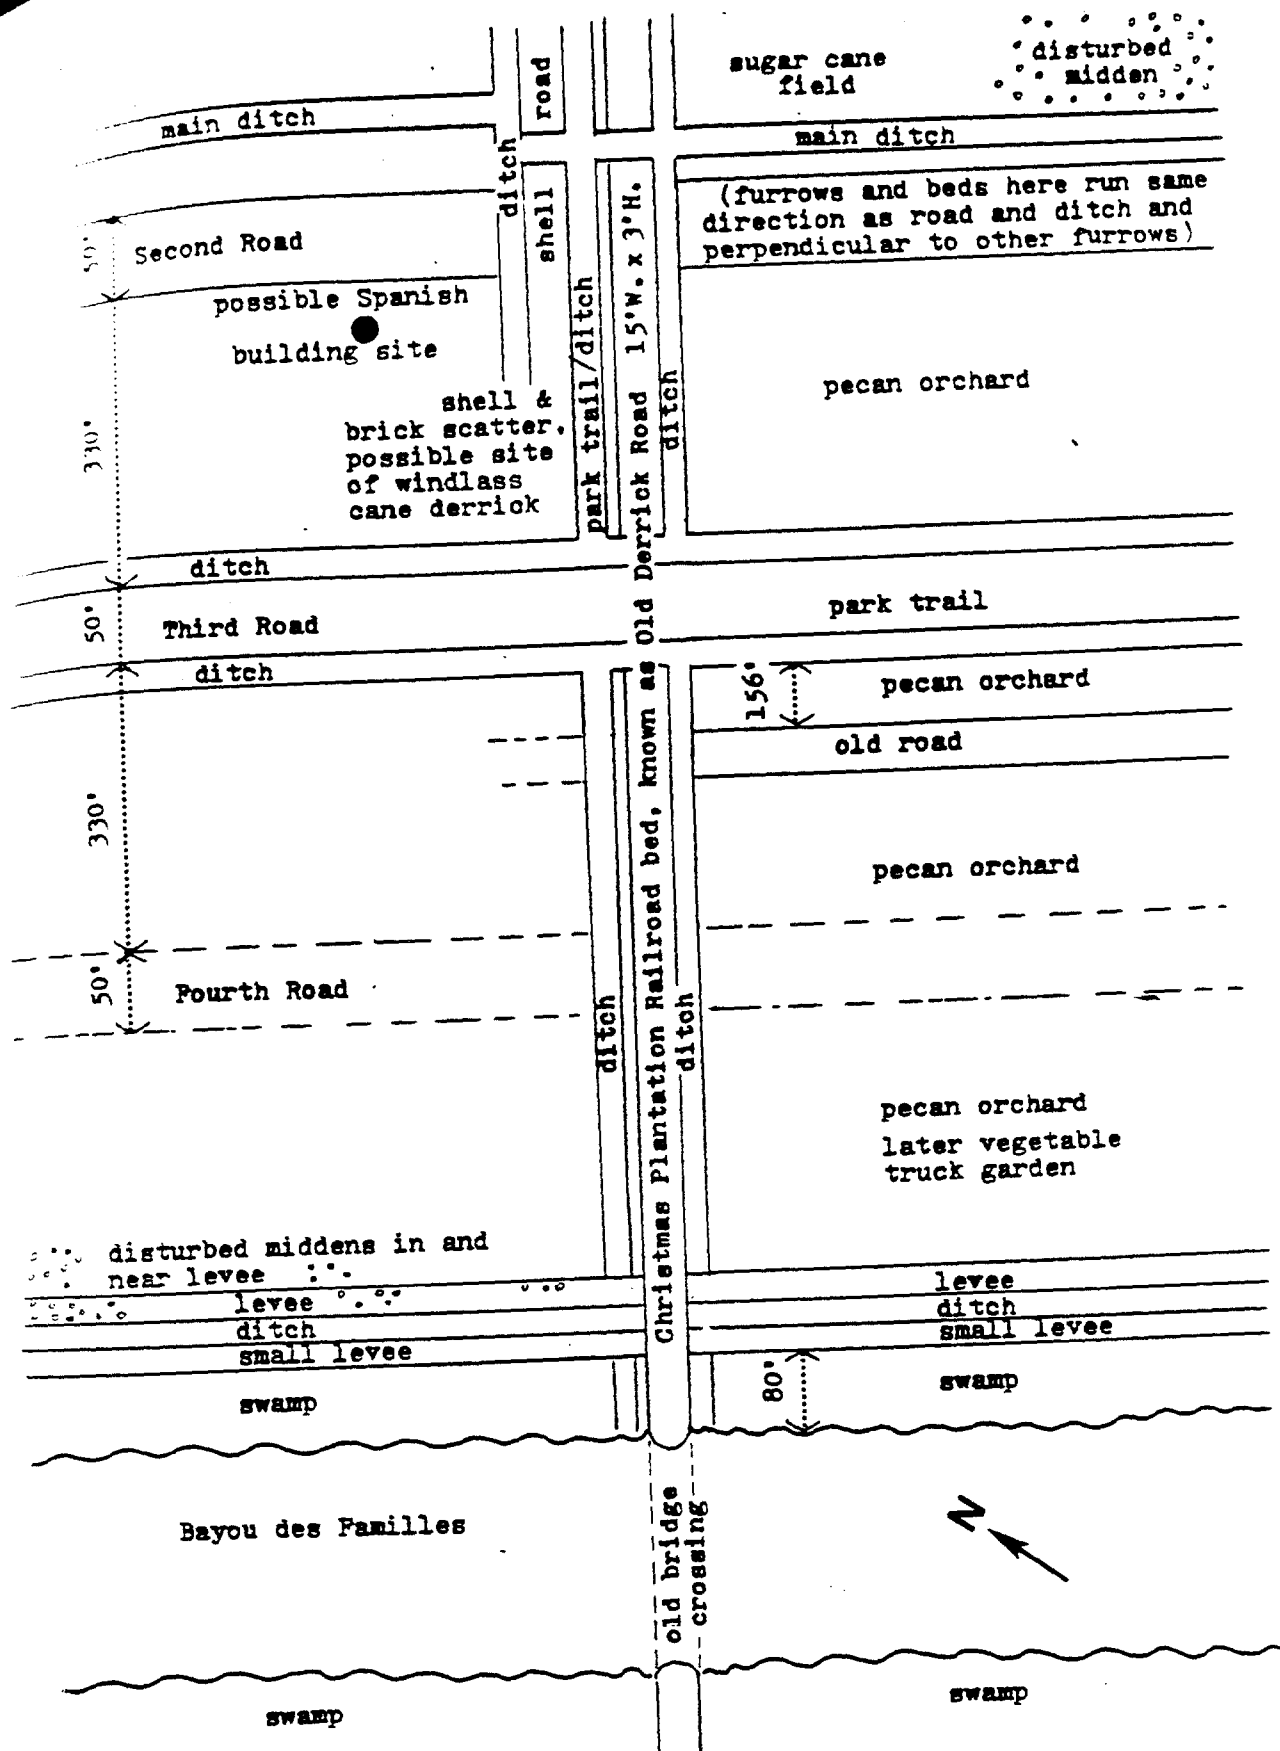 sugar cane
field
disturbed
midden
road
main ditch
main ditch
ditch
shell
(furrows and beds here run same
direction as road and ditch and
perpendicular to other furrows)
50'
Second Road
possible Spanish
building site
park trail/ditch
ditch
pecan orchard
330'
shell &
brick scatter.
possible site
of windlass
cane derrick
ditch
50'
Third Road
park trail
ditch
156'
pecan orchard
old road
330'
pecan orchard
Christmas Plantation Railroad bed, known as Old Derrick Road 15'W. x 3'H.
50'
Fourth Road
ditch
ditch
pecan orchard
later vegetable
truck garden
disturbed middens in and
near levee
levee
levee
ditch
ditch
small levee
small levee
80'
swamp
swamp
Bayou des Familles
old bridge
crossing
N
swamp
swamp